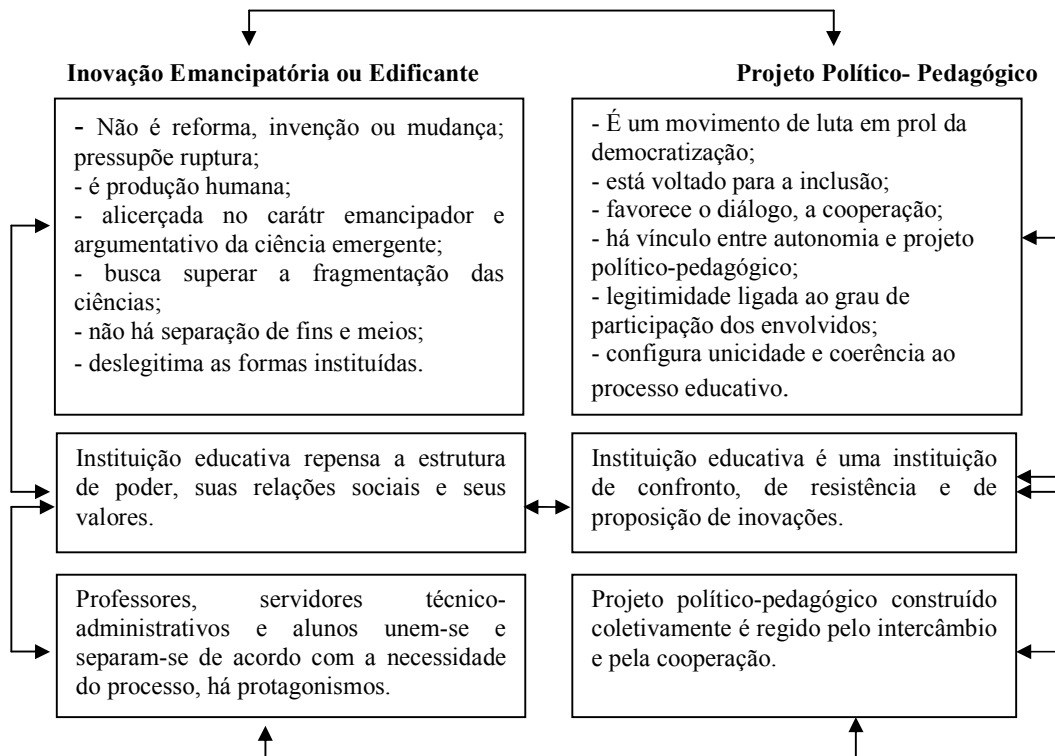 Inovação Emancipatória ou Edificante
- Não é reforma, invenção ou mudança;
pressupõe ruptura;
- é produção humana;
- alicerçada no carátr emancipador e
argumentativo da ciência emergente;
- busca superar a fragmentação das
ciências;
- não há separação de fins e meios;
- deslegitima as formas instituídas.
Instituição educativa repensa a estrutura
de poder, suas relações sociais e seus
valores.
Professores, servidores técnico-
administrativos e alunos unem-se e
separam-se de acordo com a necessidade
do processo, há protagonismos.
Projeto Político- Pedagógico
- É um movimento de luta em prol da
democratização;
- está voltado para a inclusão;
- favorece o diálogo, a cooperação;
- há vínculo entre autonomia e projeto
político-pedagógico;
- legitimidade ligada ao grau de
participação dos envolvidos;
- configura unicidade e coerência ao
processo educativo.
Instituição educativa é uma instituição
de confronto, de resistência e de
proposição de inovações.
Projeto político-pedagógico construído
coletivamente é regido pelo intercâmbio
e pela cooperação.